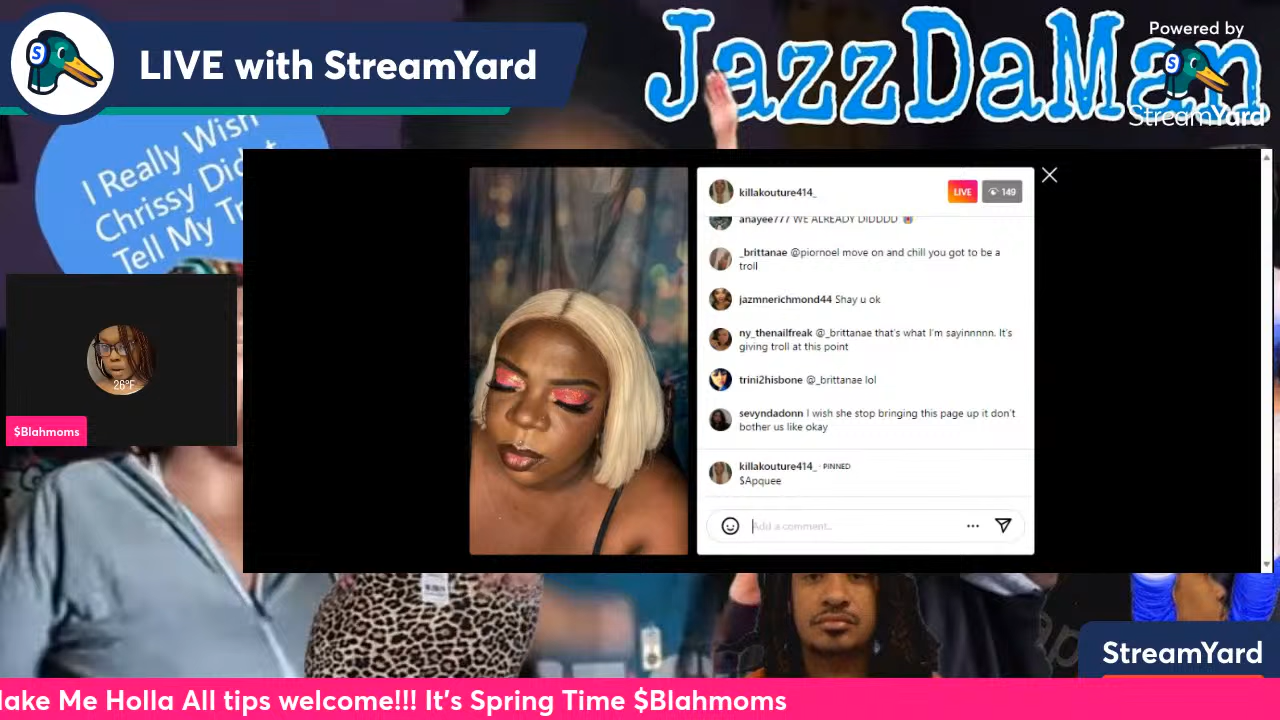 LIVE with StreamYard
JazzDaMan
Powered by
StreamYard
I Really Wish
Chrissy
Tell My
26°F
$Blahmoms
killakouture414_
LIVE
149
anayee777 WE ALREADY DIDDDD
_brittanae @piornoel move on and chill you got to be a
troll
jazmnerichmond44 Shay u ok
ny_thenailfreak @_brittanae that's what I'm sayinnnnn. It's
giving troll at this point
trini2hisbone @_brittanae lol
sevyndadonn I wish she stop bringing this page up it don't
bother us like okay
killakouture414_ · PINNED
$Apquee
Add a comment...
StreamYard
Me Holla All tips welcome!!! It's Spring Time $Blahmoms